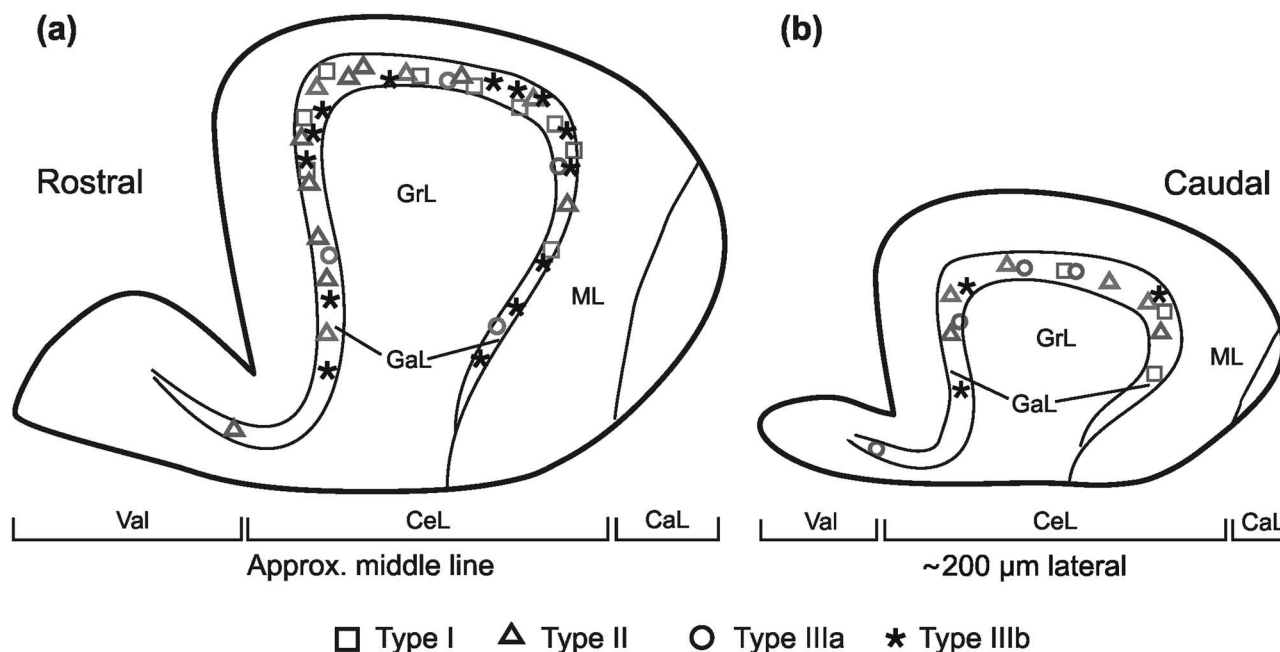 (a)
(b)
Rostral
Caudal
GrL
ML
GaL
GrL
ML
GaL
Val
CeL
CaL
Val
CeL
CaL
Approx. middle line
~200 µm lateral
Type I
Type II
Type IIIa
Type IIIb